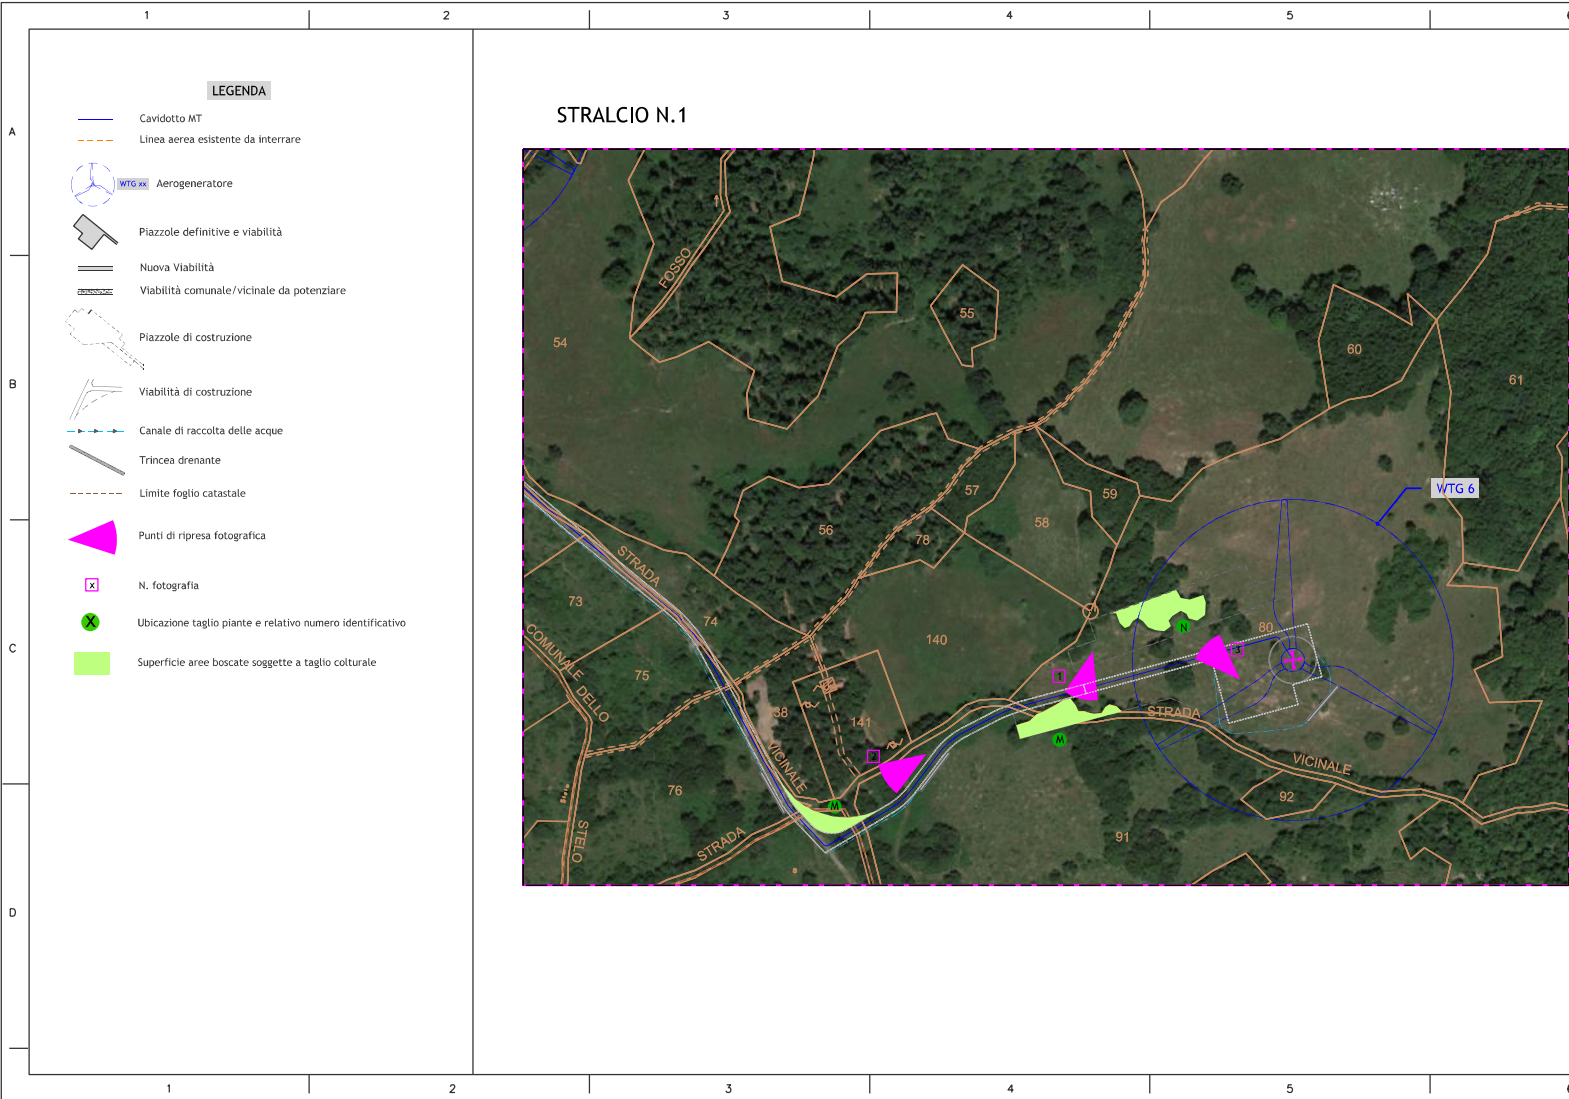 1
2
3
4
5
6
A
B
C
D
LEGENDA
Cavidotto MT
Linea aerea esistente da interrare
WTG xx Aerogeneratore
Piazzole definitive e viabilità
Nuova Viabilità
Viabilità comunale/vicinale da potenziare
Piazzole di costruzione
Viabilità di costruzione
Canale di raccolta delle acque
Trincea drenante
Limite foglio catastale
Punti di ripresa fotografica
x N. fotografia
X Ubicazione taglio piante e relativo numero identificativo
Superficie aree boscate soggette a taglio colturale
STRALCIO N.1
FOSSO
54
55
60
61
WTG 6
57
59
56
78
58
STRADA
73
74
COMUNALE DELLO
STELO
Stelo
75
140
N
80
3
1
38
141
M
STRADA
VICINALE
2
VICINALE
76
M
92
91
STRADA
1
2
3
4
5
6